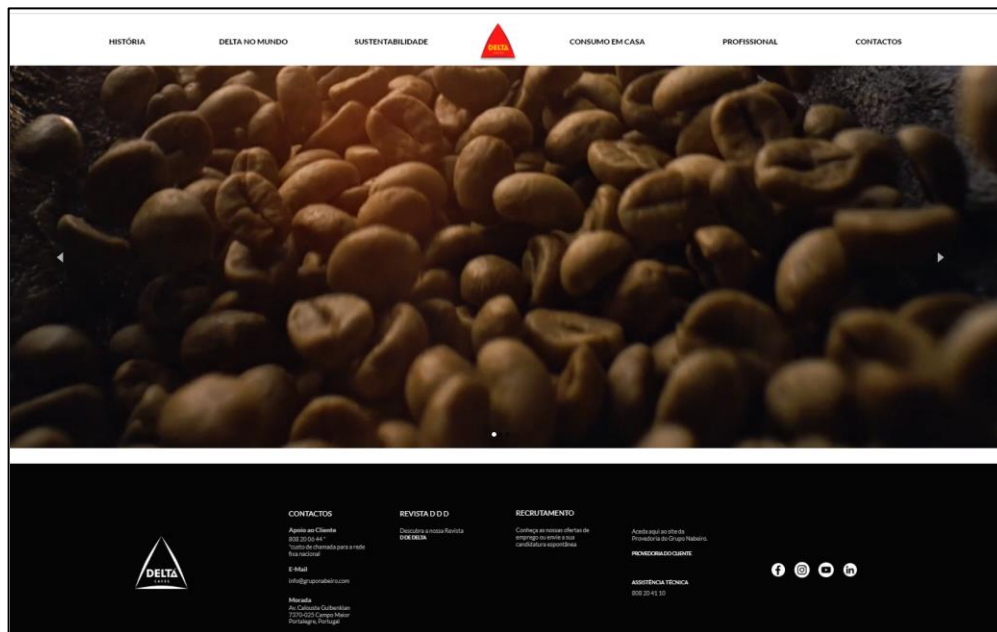 HISTÓRIA
DELTA NO MUNDO
SUSTENTABILIDADE
DELTA
CONSUMO EM CASA
PROFISSIONAL
CONTACTOS
DELTA
CAFÉS
CONTACTOS
Apoio ao Cliente
808 20 06 44 *
*custo de chamada para a rede
fixa nacional
E-Mail
info@gruponabeiro.com
Morada
Av. Calouste Gulbenkian
7370-025 Campo Maior
Portalegre, Portugal
REVISTA D D D
Descubra a nossa Revista
D DE DELTA
RECRUTAMENTO
Conheça as nossas ofertas de
emprego ou envie a sua
candidatura espontânea
Aceda aqui ao site da
Provedoria do Grupo Nabeiro.
PROVEDORIA DO CLIENTE
ASSISTÊNCIA TÉCNICA
808 20 41 10